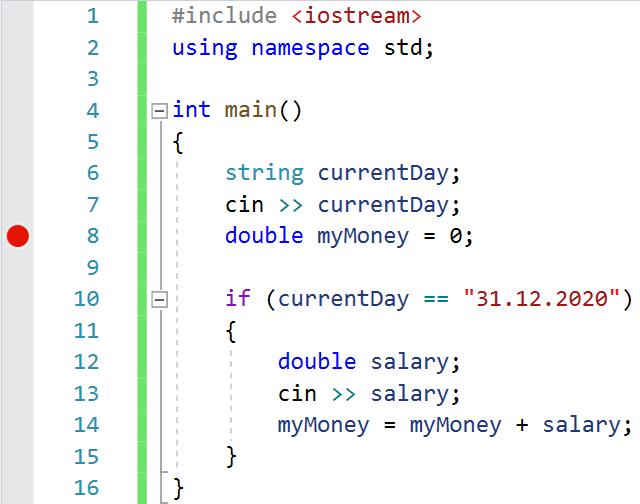 1 #include <iostream>
2 using namespace std;
3
4 int main()
5 {
6 string currentDay;
7 cin >> currentDay;
8 double myMoney = 0;
9
10 if (currentDay == "31.12.2020")
11 {
12 double salary;
13 cin >> salary;
14 myMoney = myMoney + salary;
15 }
16 }